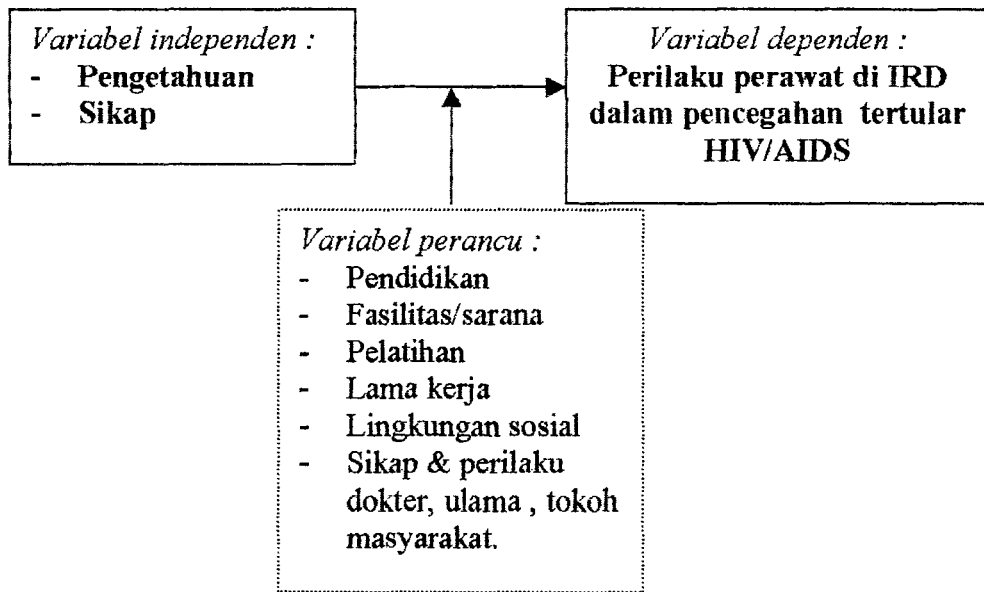 Variabel independen :
- Pengetahuan
- Sikap
Variabel dependen :
Perilaku perawat di IRD
dalam pencegahan tertular
HIV/AIDS
Variabel perancu :
- Pendidikan
- Fasilitas/sarana
- Pelatihan
- Lama kerja
- Lingkungan sosial
- Sikap & perilaku
dokter, ulama , tokoh
masyarakat.